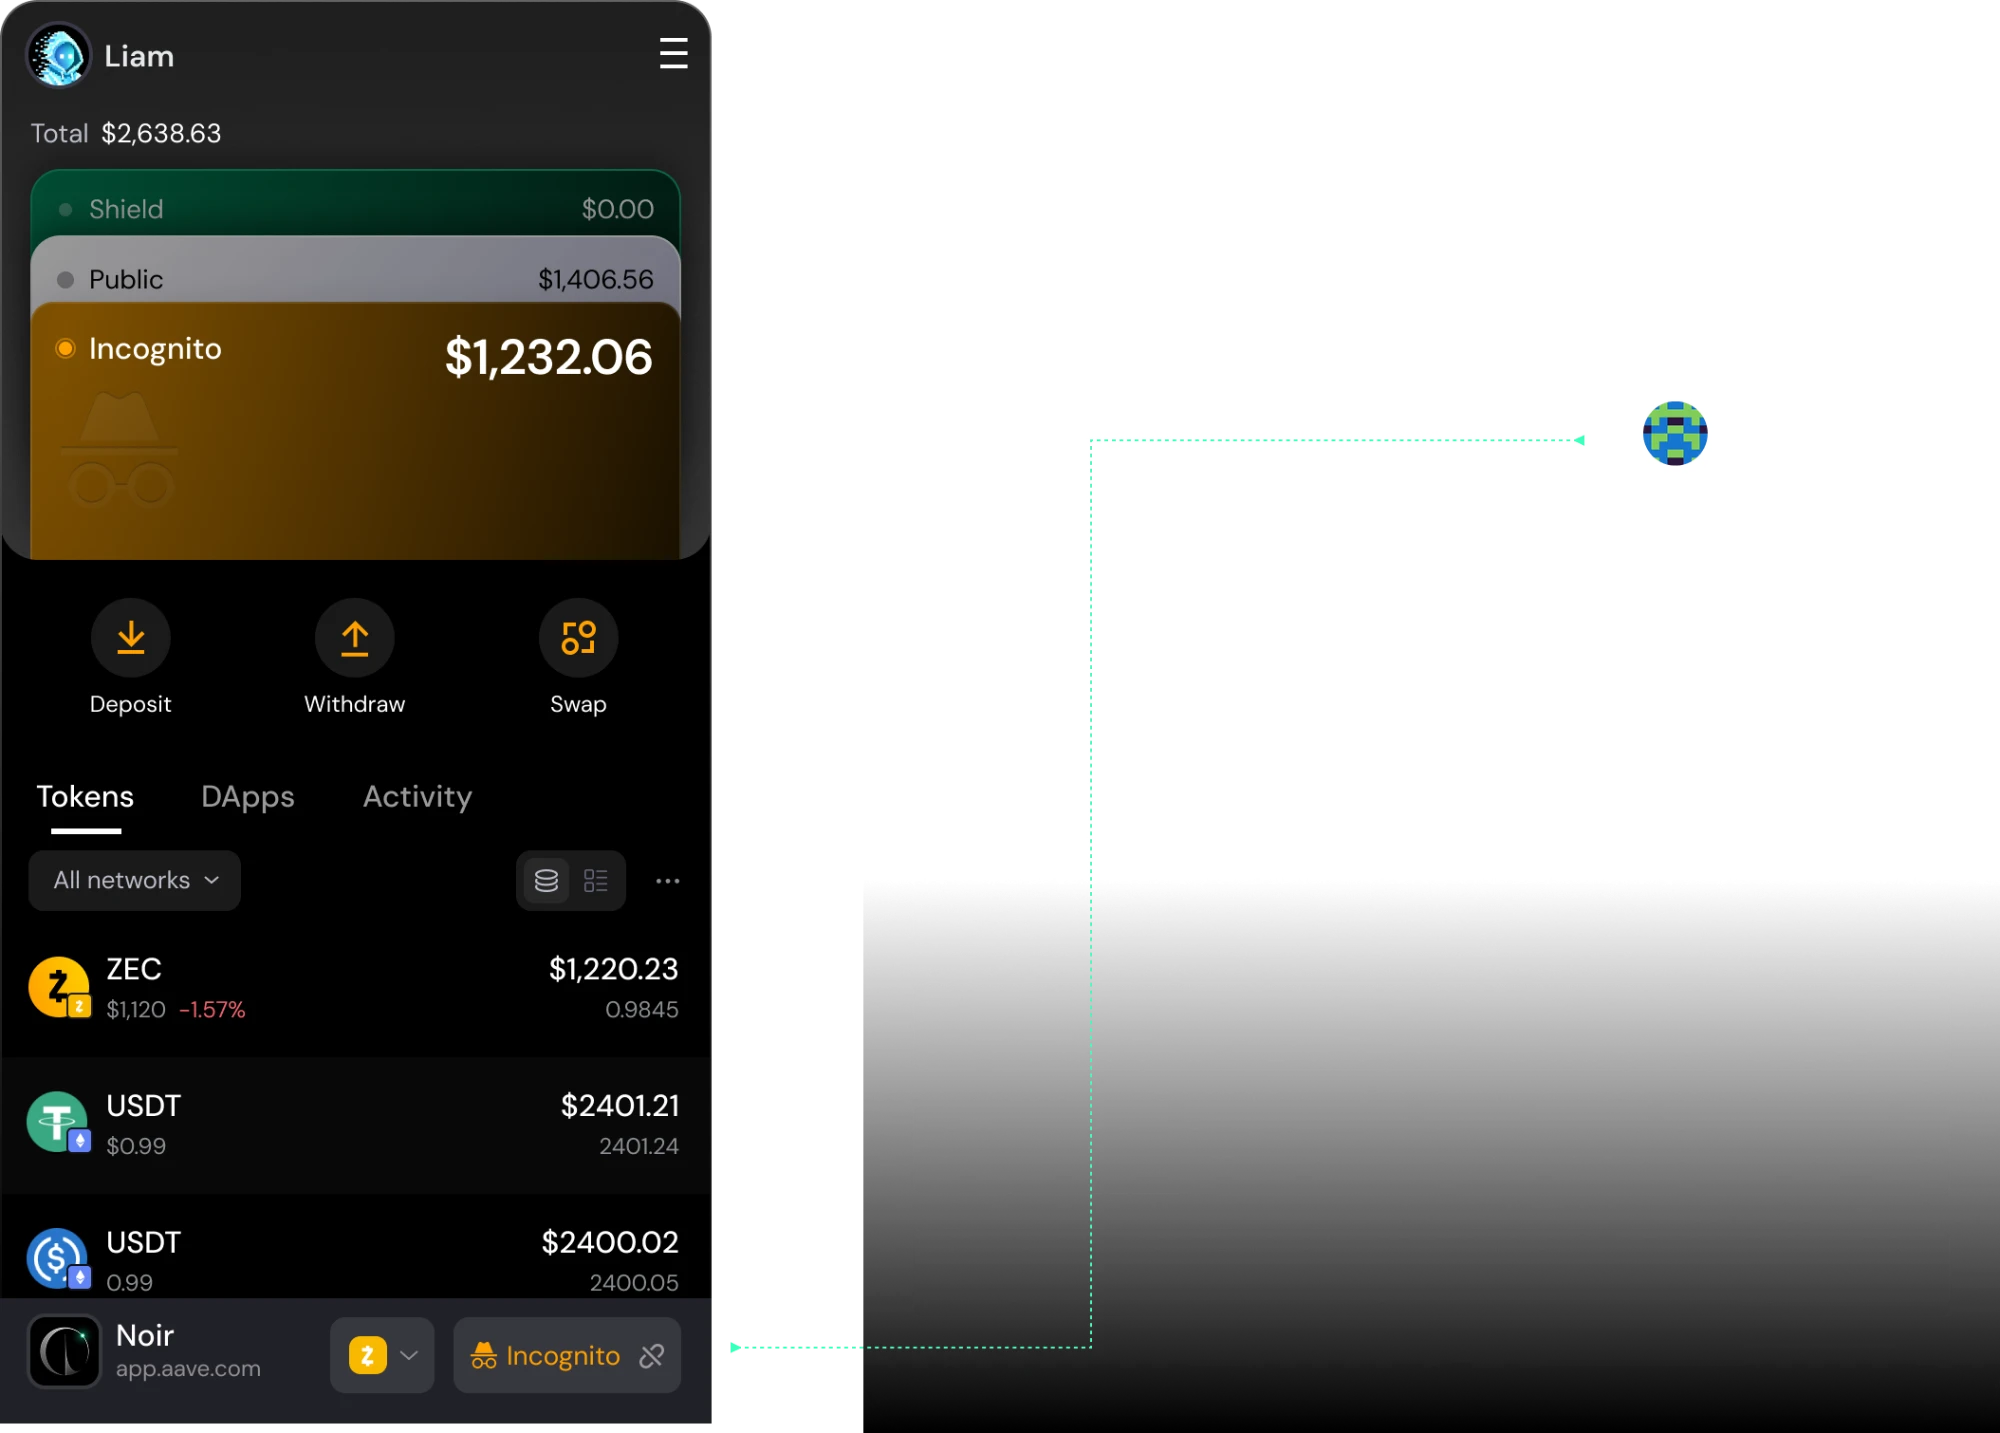 Liam
Total $2,638.63
Shield $0.00
Public $1,406.56
Incognito $1,232.06
Deposit Withdraw Swap
Tokens DApps Activity
All networks
ZEC $1,220.23
$1,120 -1.57% 0.9845
USDT $2401.21
$0.99 2401.24
USDT $2400.02
0.99 2400.05
Noir
app.aave.com
Incognito